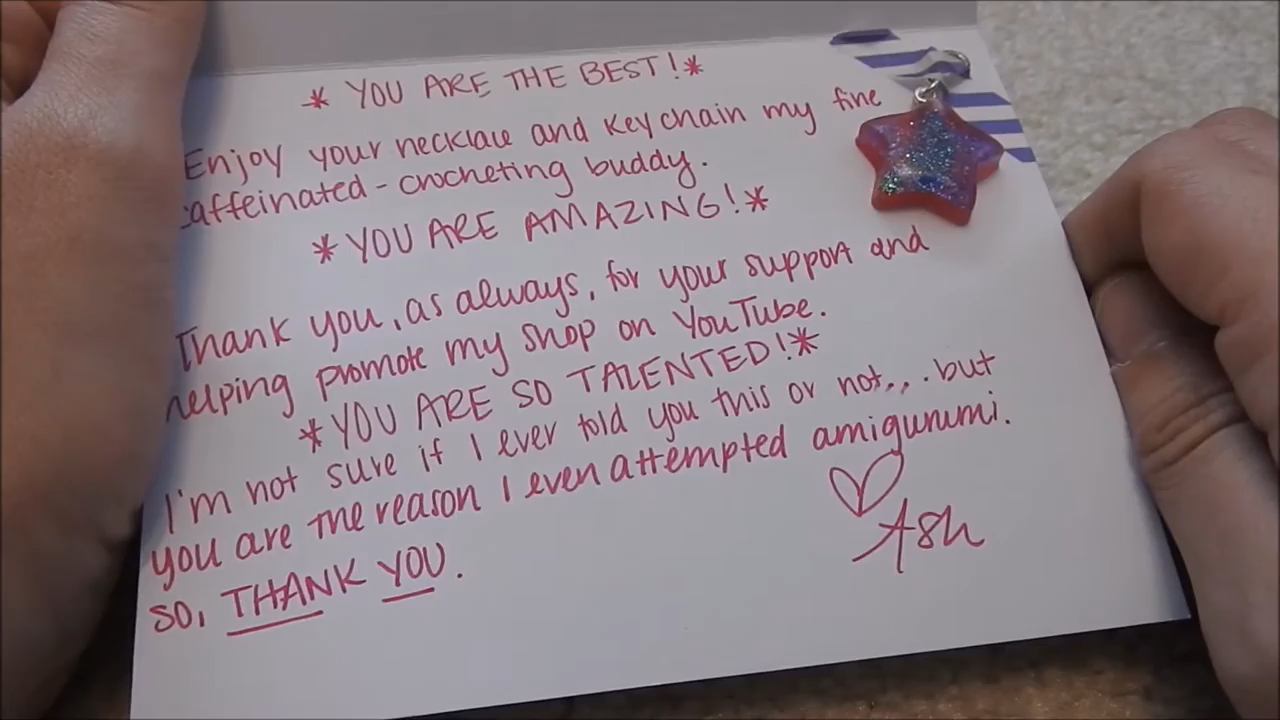 * YOU ARE THE BEST! *
Enjoy your necklace and keychain my fine
caffeinated-crocheting buddy.
* YOU ARE AMAZING! *
Thank you, as always, for your support and
helping promote my shop on YouTube.
* YOU ARE SO TALENTED! *
I'm not sure if I ever told you this or not... but
you are the reason I even attempted amigurumi.
so, THANK YOU.
♡ Ash